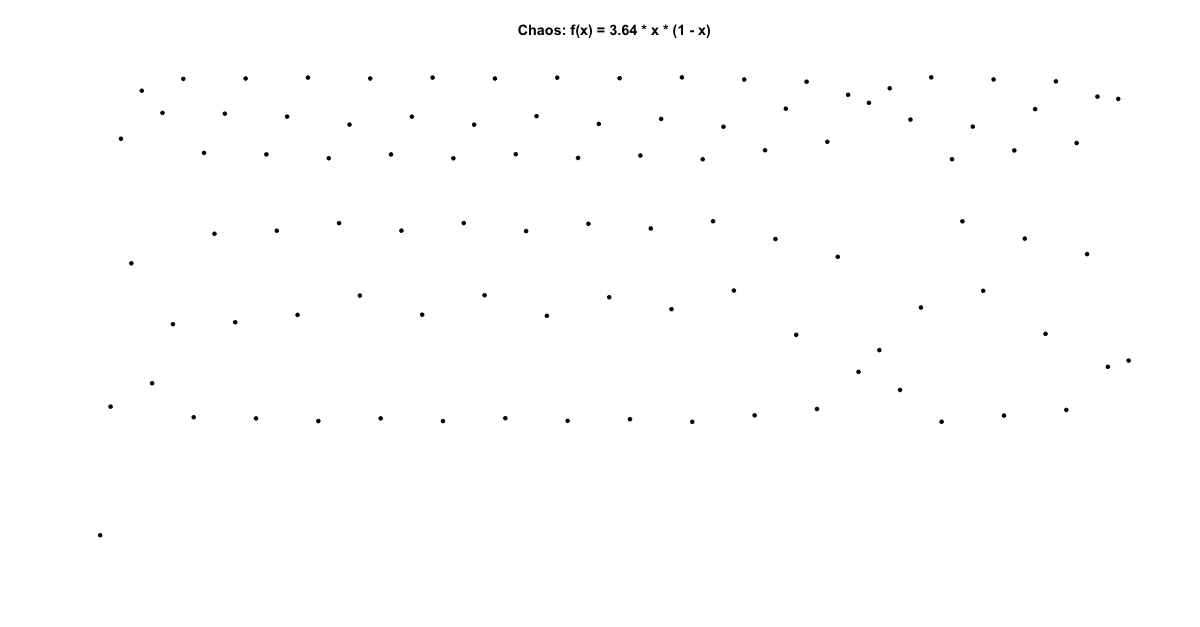 Chaos: f(x) = 3.64 * x * (1 - x)